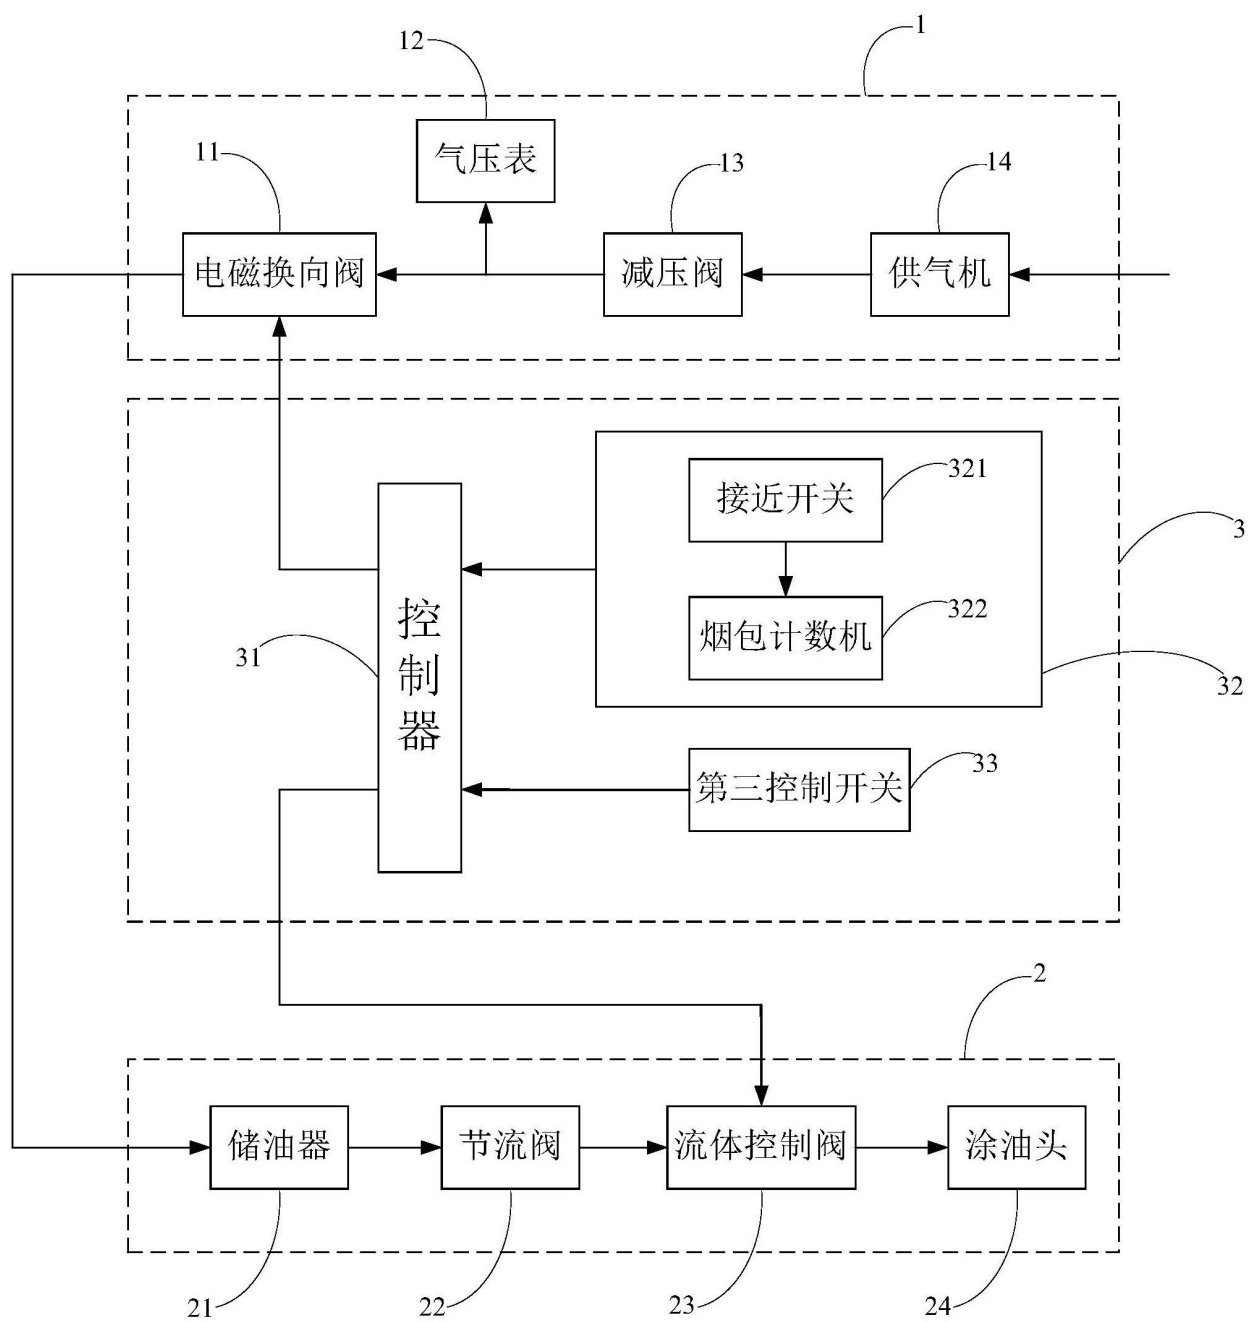 1
12
气压表
11
13
14
电磁换向阀
减压阀
供气机
接近开关
321
3
控制器
烟包计数机
322
31
32
第三控制开关
33
2
储油器
节流阀
流体控制阀
涂油头
21
22
23
24